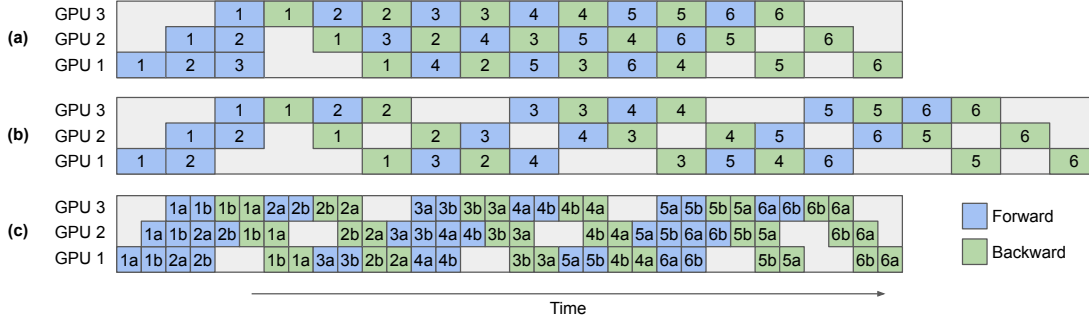 GPU 3 1 1 2 2 3 3 4 4 5 5 6 6
(a) GPU 2 1 2 1 3 2 4 3 5 4 6 5 6
GPU 1 1 2 3 1 4 2 5 3 6 4 5 6
GPU 3 1 1 2 2 3 3 4 4 5 5 6 6
(b) GPU 2 1 2 1 2 3 4 3 4 5 6 5 6
GPU 1 1 2 1 3 2 4 3 5 4 6 5 6
GPU 3 1a 1b 1b 1a 2a 2b 2b 2a 3a 3b 3b 3a 4a 4b 4b 4a 5a 5b 5b 5a 6a 6b 6b 6a
(c) GPU 2 1a 1b 2a 2b 1b 1a 2b 2a 3a 3b 4a 4b 3b 3a 4b 4a 5a 5b 6a 6b 5b 5a 6b 6a
GPU 1 1a 1b 2a 2b 1b 1a 3a 3b 2b 2a 4a 4b 3b 3a 5a 5b 4b 4a 6a 6b 5b 5a 6b 6a
Forward
Backward
Time